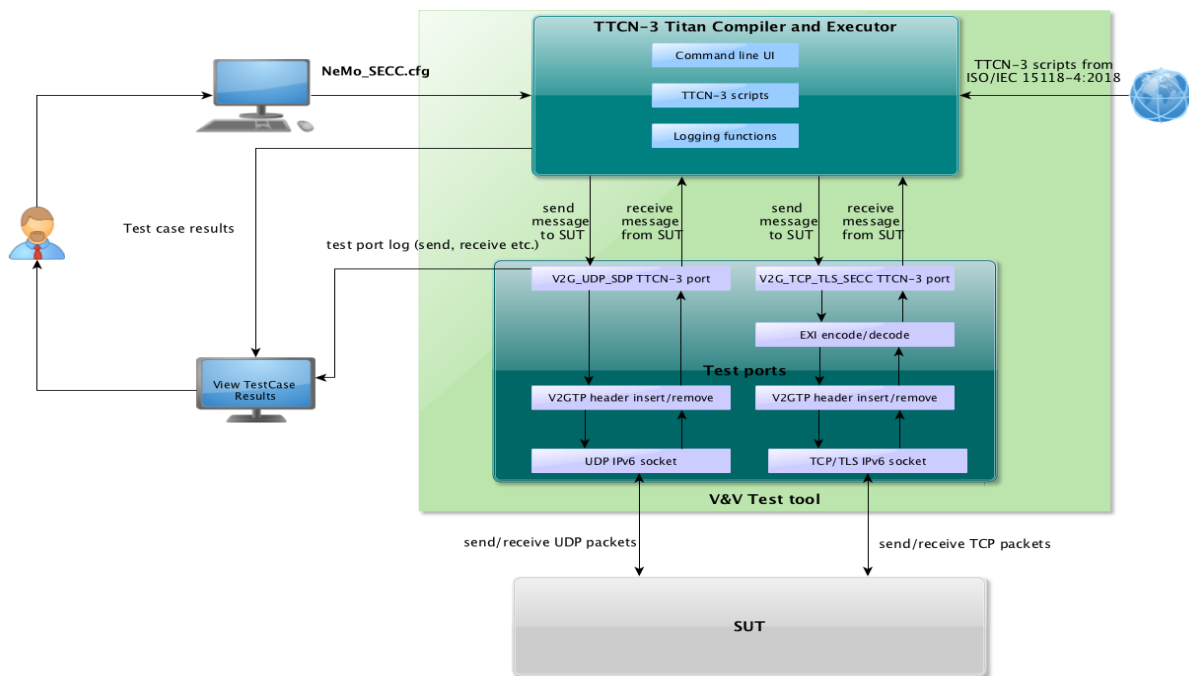 TTCN-3 Titan Compiler and Executor
Command line UI
NeMo_SECC.cfg
TTCN-3 scripts from
ISO/IEC 15118-4:2018
TTCN-3 scripts
Logging functions
send
message
to SUT
receive
message
from SUT
send
message
to SUT
receive
message
from SUT
Test case results
test port log (send, receive etc.)
V2G_UDP_SDP TTCN-3 port
V2G_TCP_TLS_SECC TTCN-3 port
EXI encode/decode
Test ports
View TestCase
Results
V2GTP header insert/remove
V2GTP header insert/remove
UDP IPv6 socket
TCP/TLS IPv6 socket
V&V Test tool
send/receive UDP packets
send/receive TCP packets
SUT